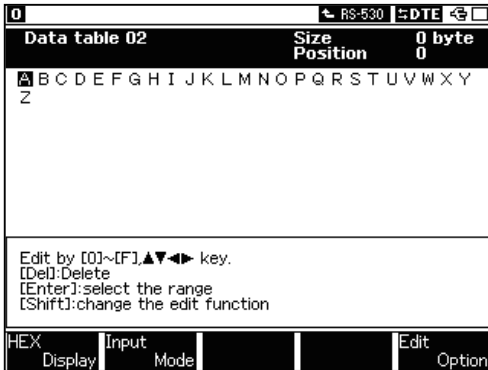 0 RS-530 DTE
Data table 02 Size 0 byte
Position 0
A B C D E F G H I J K L M N O P Q R S T U V W X Y
Z
Edit by [0]~[F],▲▼◀▶ key.
[Del]:Delete
[Enter]:select the range
[Shift]:change the edit function
HEX Input Edit
Display Mode Option